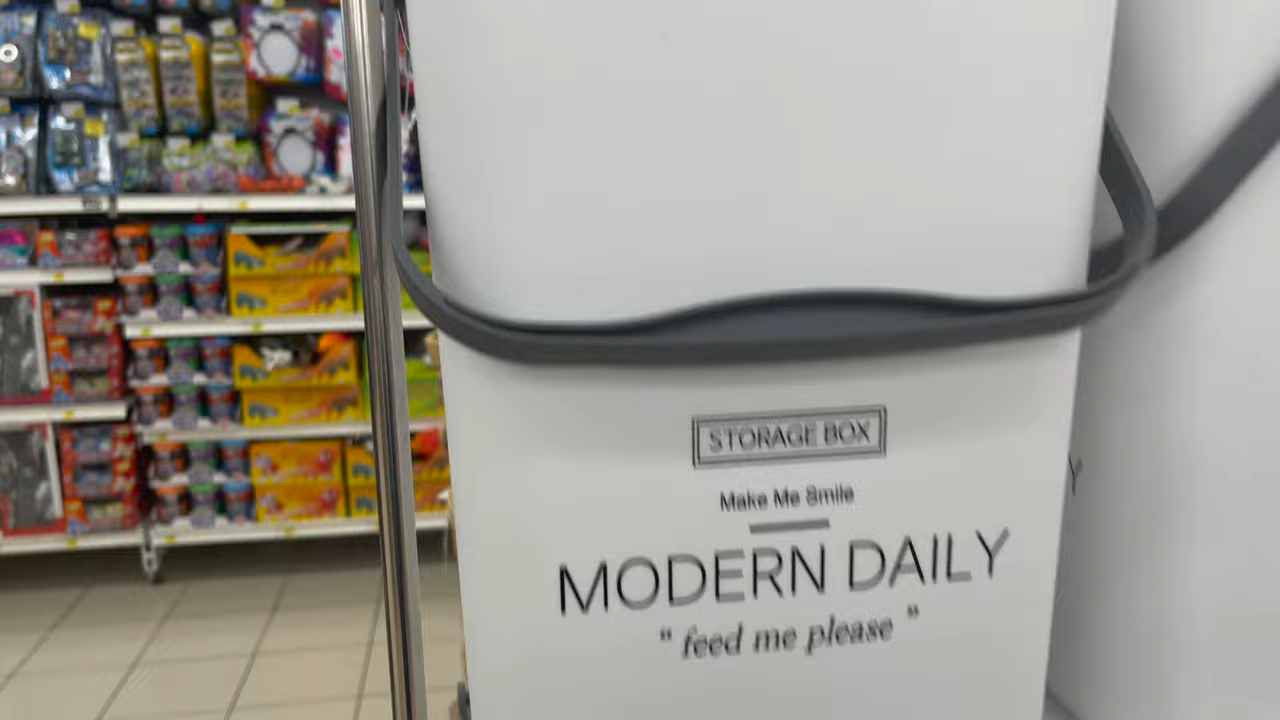 STORAGE BOX
Make Me Smile
MODERN DAILY
" feed me please "
Y